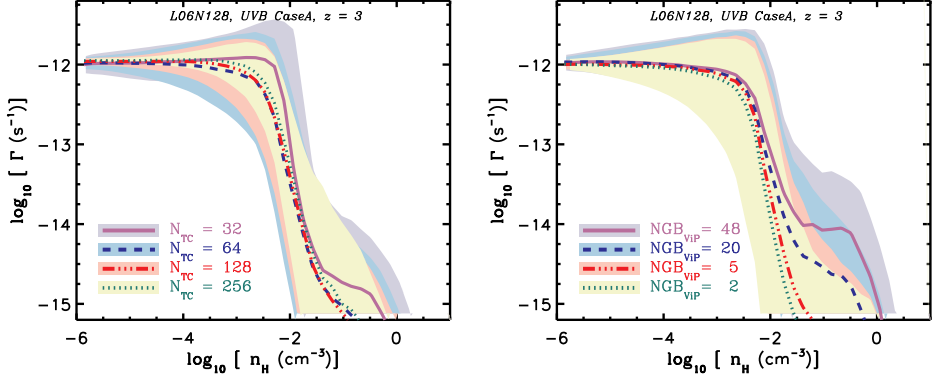 L06N128, UVB CaseA, z = 3
log₁₀ [ Γ (s⁻¹) ]
-12
-13
-14
-15
N_TC = 32
N_TC = 64
N_TC = 128
N_TC = 256
-6 -4 -2 0
log₁₀ [ n_H (cm⁻³) ]
L06N128, UVB CaseA, z = 3
log₁₀ [ Γ (s⁻¹) ]
-12
-13
-14
-15
NGB_ViP = 48
NGB_ViP = 20
NGB_ViP = 5
NGB_ViP = 2
-6 -4 -2 0
log₁₀ [ n_H (cm⁻³) ]